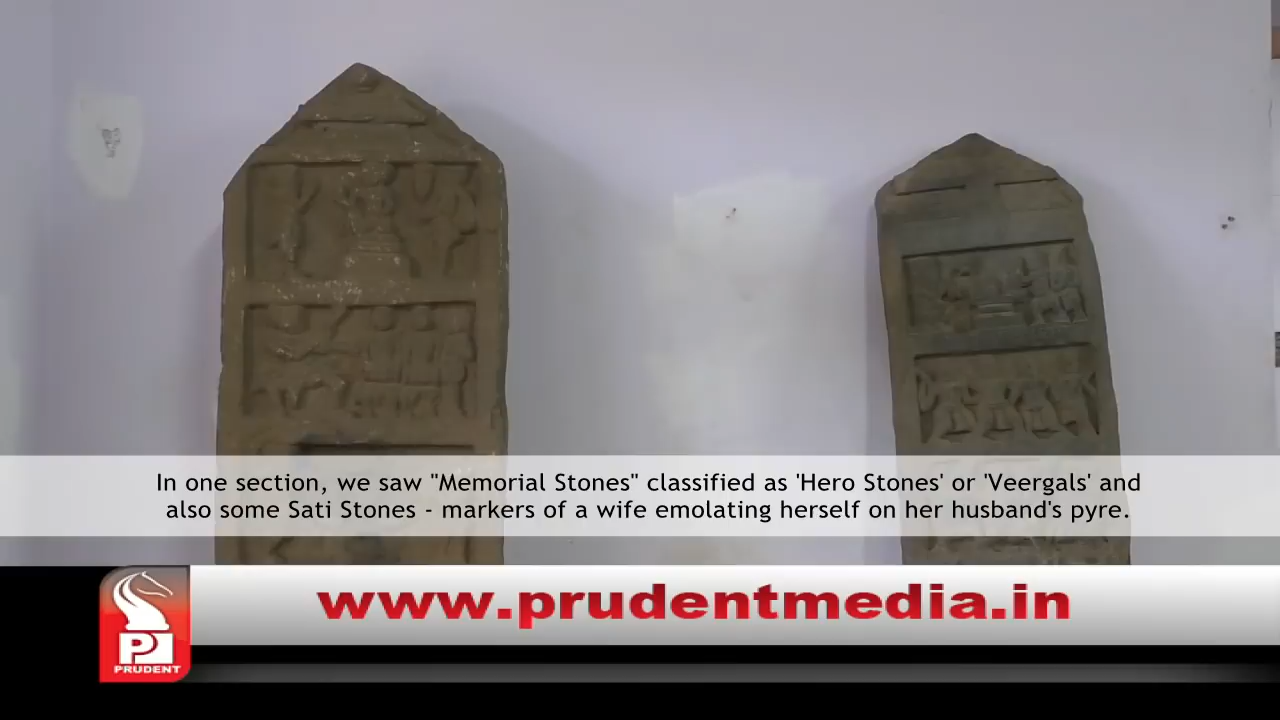 In one section, we saw "Memorial Stones" classified as 'Hero Stones' or 'Veergals' and
also some Sati Stones - markers of a wife emolating herself on her husband's pyre.
www.prudentmedia.in
P
PRUDENT